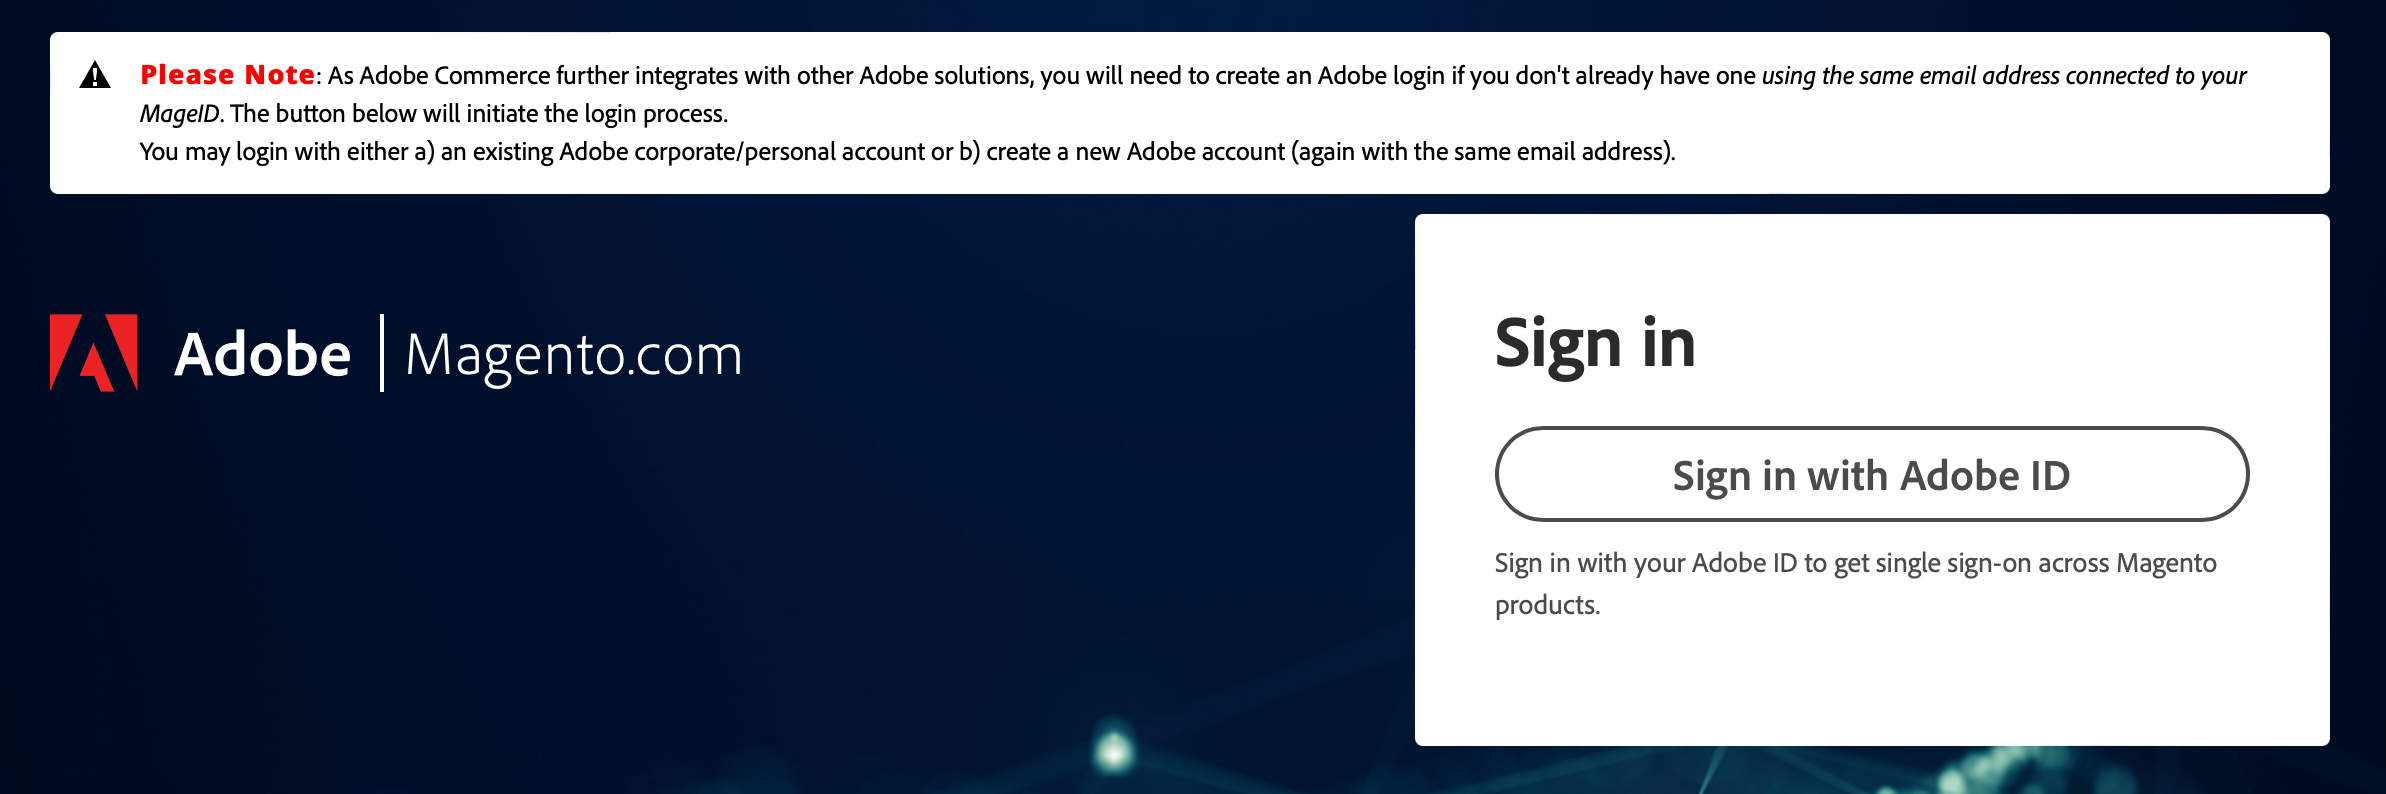 Please Note: As Adobe Commerce further integrates with other Adobe solutions, you will need to create an Adobe login if you don't already have one using the same email address connected to your
MageID. The button below will initiate the login process.
You may login with either a) an existing Adobe corporate/personal account or b) create a new Adobe account (again with the same email address).
Adobe | Magento.com
Sign in
Sign in with Adobe ID
Sign in with your Adobe ID to get single sign-on across Magento
products.